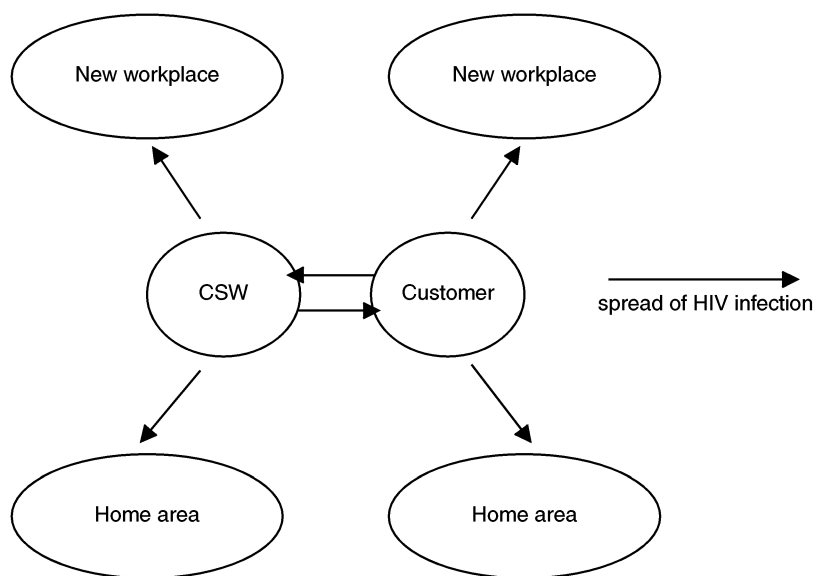 New workplace
New workplace
CSW
Customer
spread of HIV infection
Home area
Home area